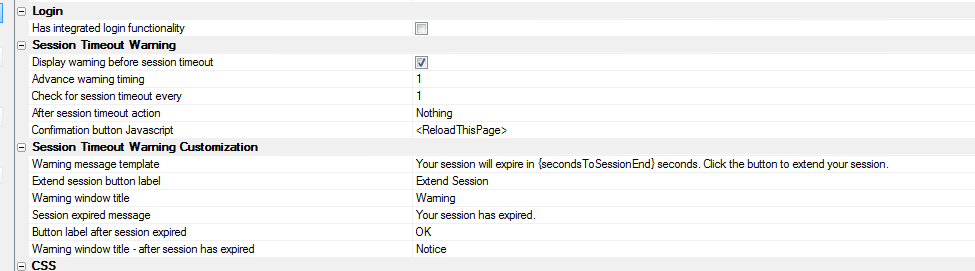 Login
Has integrated login functionality
Session Timeout Warning
Display warning before session timeout
Advance warning timing 1
Check for session timeout every 1
After session timeout action Nothing
Confirmation button Javascript <ReloadThisPage>
Session Timeout Warning Customization
Warning message template Your session will expire in {secondsToSessionEnd} seconds. Click the button to extend your session.
Extend session button label Extend Session
Warning window title Warning
Session expired message Your session has expired.
Button label after session expired OK
Warning window title - after session has expired Notice
CSS